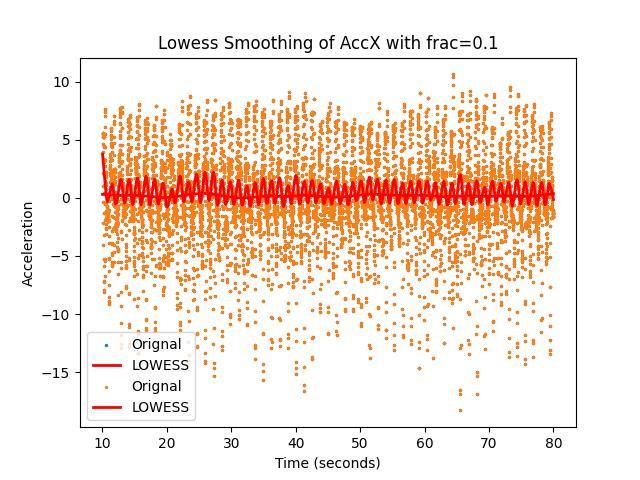 Lowess Smoothing of AccX with frac=0.1
10
5
0
−5
−10
−15
Acceleration
Orignal
LOWESS
Orignal
LOWESS
10 20 30 40 50 60 70 80
Time (seconds)